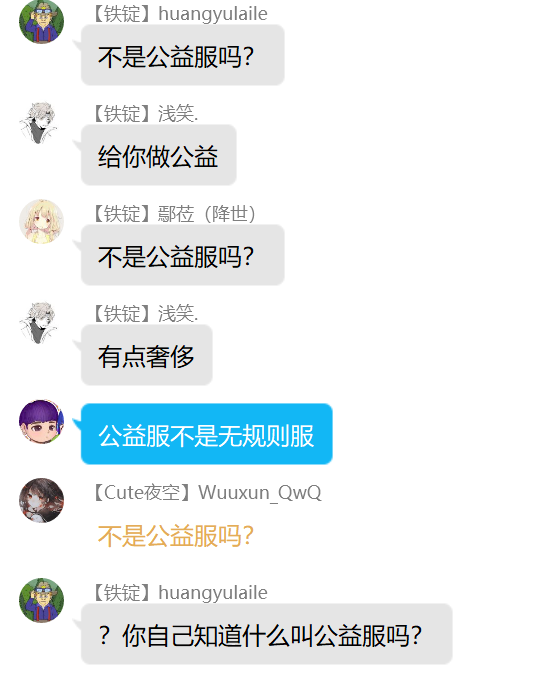 【铁锭】huangyulaile
不是公益服吗？
【铁锭】浅笑.
给你做公益
【铁锭】鄢莅（降世）
不是公益服吗？
【铁锭】浅笑.
有点奢侈
公益服不是无规则服
【Cute夜空】Wuuxun_QwQ
不是公益服吗？
【铁锭】huangyulaile
？你自己知道什么叫公益服吗？